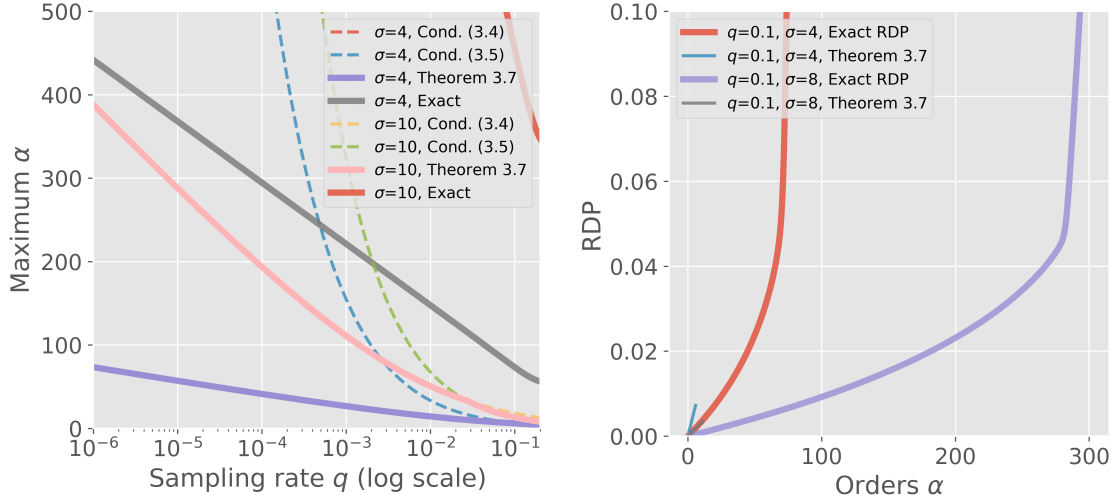 500
400
300
200
100
0
Maximum α
10⁻⁶
10⁻⁵
10⁻⁴
10⁻³
10⁻²
10⁻¹
Sampling rate q (log scale)
σ=4, Cond. (3.4)
σ=4, Cond. (3.5)
σ=4, Theorem 3.7
σ=4, Exact
σ=10, Cond. (3.4)
σ=10, Cond. (3.5)
σ=10, Theorem 3.7
σ=10, Exact
0.10
0.08
0.06
0.04
0.02
0.00
RDP
0
100
200
300
Orders α
q=0.1, σ=4, Exact RDP
q=0.1, σ=4, Theorem 3.7
q=0.1, σ=8, Exact RDP
q=0.1, σ=8, Theorem 3.7